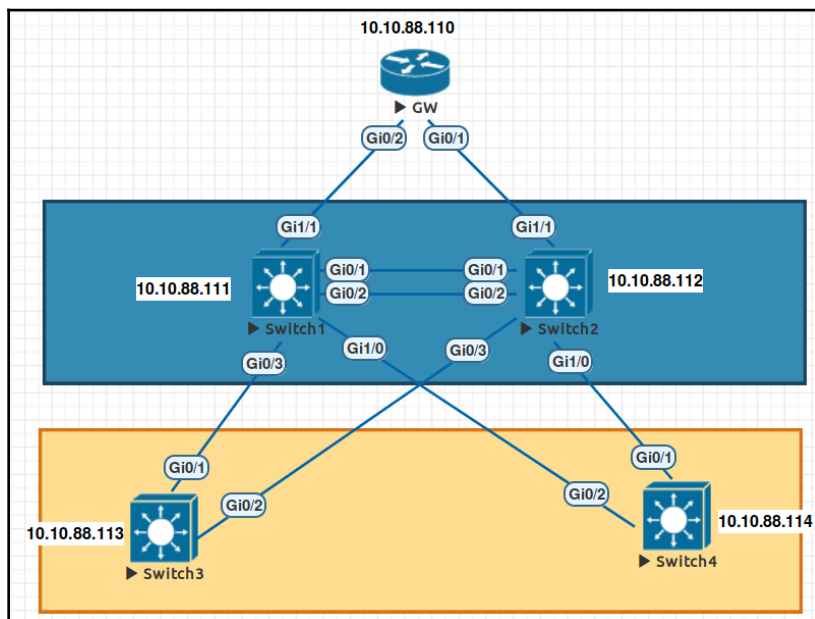 10.10.88.110
GW
Gi0/2
Gi0/1
Gi1/1
Gi1/1
Gi0/1
Gi0/1
10.10.88.111
10.10.88.112
Gi0/2
Gi0/2
Switch1
Switch2
Gi1/0
Gi0/3
Gi0/3
Gi1/0
Gi0/1
Gi0/1
Gi0/2
Gi0/2
10.10.88.113
10.10.88.114
Switch3
Switch4